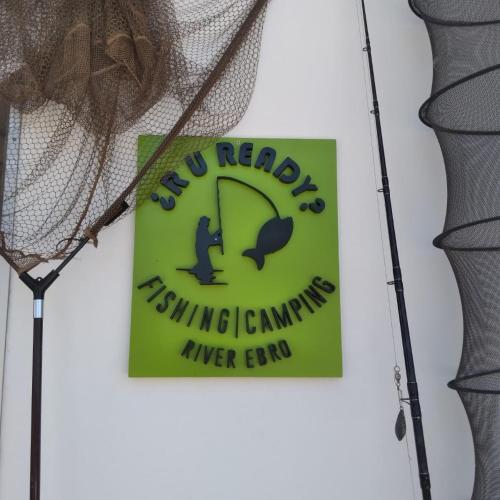 ¿R U READY?
FISHING|CAMPING
RIVER EBRO